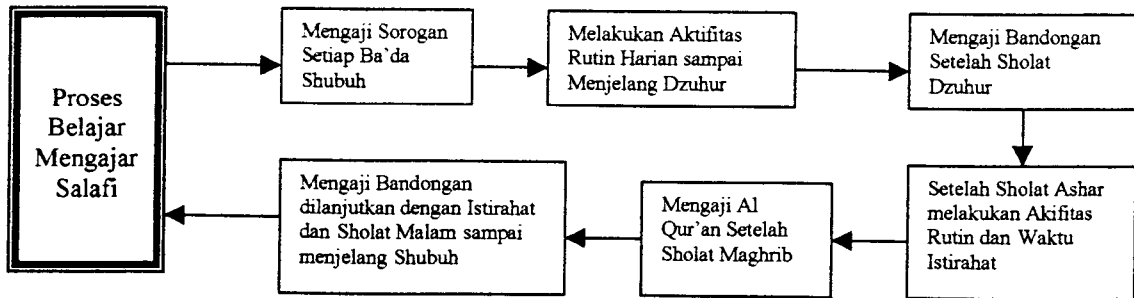 Proses
Belajar
Mengajar
Salafi
Mengaji Sorogan
Setiap Ba'da
Shubuh
Melakukan Aktifitas
Rutin Harian sampai
Menjelang Dzuhur
Mengaji Bandongan
Setelah Sholat
Dzuhur
Setelah Sholat Ashar
melakukan Akifitas
Rutin dan Waktu
Istirahat
Mengaji Al
Qur'an Setelah
Sholat Maghrib
Mengaji Bandongan
dilanjutkan dengan Istirahat
dan Sholat Malam sampai
menjelang Shubuh